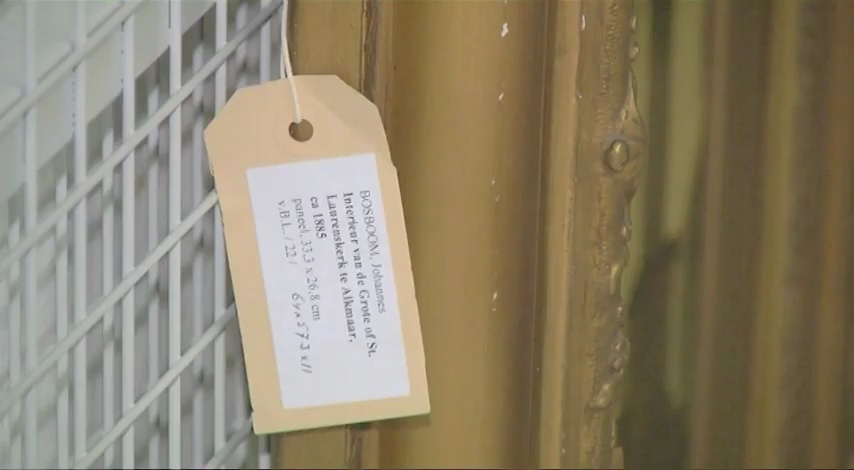 BOSBOOM, Johannes
Interieur van de Grote of St.
Laurenskerk te Alkmaar.
ca 1885
paneel, 33,3 x 26,8 cm
v.B.L. / 22 /